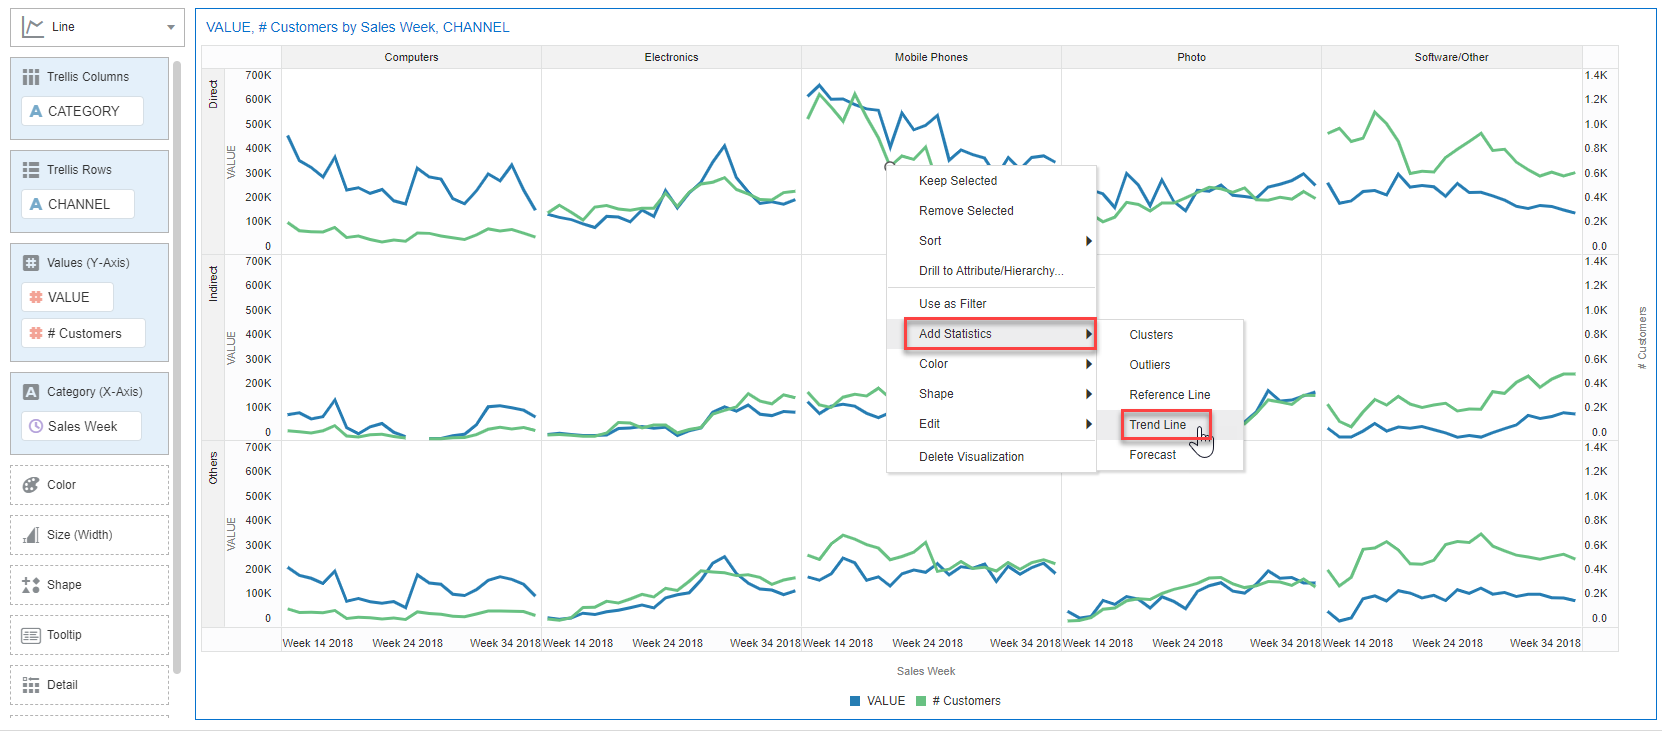 Line
Trellis Columns
CATEGORY
Trellis Rows
CHANNEL
Values (Y-Axis)
VALUE
# Customers
Category (X-Axis)
Sales Week
Color
Size (Width)
Shape
Tooltip
Detail
VALUE, # Customers by Sales Week, CHANNEL
Computers Electronics Mobile Phones Photo Software/Other
Direct
VALUE
700K
600K
500K
400K
300K
200K
100K
0
1.4K
1.2K
1.0K
0.8K
0.6K
0.4K
0.2K
0.0
Indirect
VALUE
700K
600K
500K
400K
300K
200K
100K
0
1.4K
1.2K
1.0K
0.8K
0.6K
0.4K
0.2K
0.0
# Customers
Others
VALUE
700K
600K
500K
400K
300K
200K
100K
0
1.4K
1.2K
1.0K
0.8K
0.6K
0.4K
0.2K
0.0
Keep Selected
Remove Selected
Sort
Drill to Attribute/Hierarchy...
Use as Filter
Add Statistics
Color
Shape
Edit
Delete Visualization
Clusters
Outliers
Reference Line
Trend Line
Forecast
Week 14 2018 Week 24 2018 Week 34 2018 Week 14 2018 Week 24 2018 Week 34 2018 Week 14 2018 Week 24 2018 Week 34 2018 Week 14 2018 Week 24 2018 Week 34 2018 Week 14 2018 Week 24 2018 Week 34 2018
Sales Week
VALUE # Customers